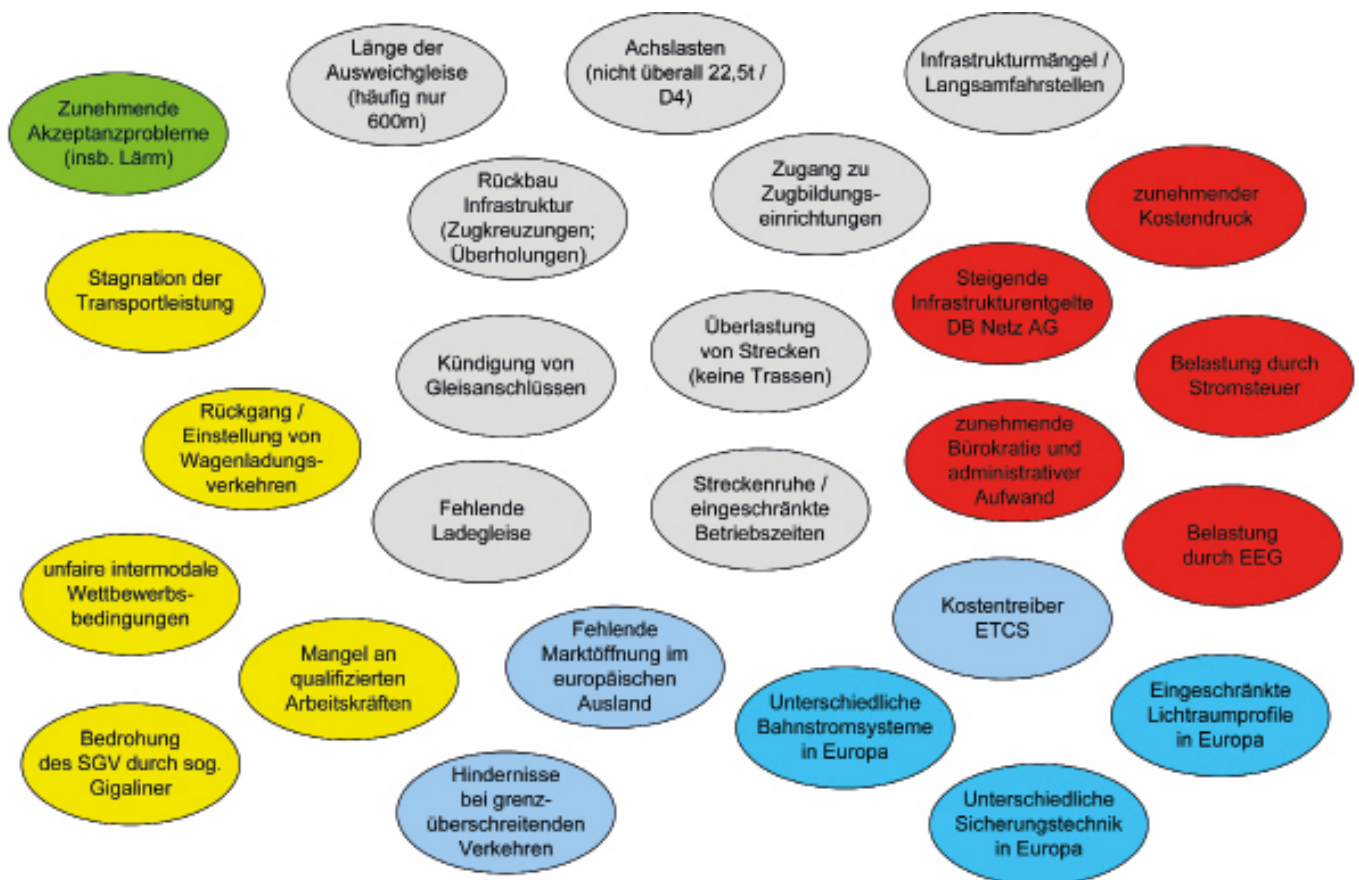 Länge der
Ausweichgleise
(häufig nur
600m)
Achslasten
(nicht überall 22,5t /
D4)
Infrastrukturmängel /
Langsamfahrstellen
Zunehmende
Akzeptanzprobleme
(insb. Lärm)
Rückbau
Infrastruktur
(Zugkreuzungen;
Überholungen)
Zugang zu
Zugbildungs-
einrichtungen
zunehmender
Kostendruck
Stagnation der
Transportleistung
Steigende
Infrastrukturentgelte
DB Netz AG
Kündigung von
Gleisanschlüssen
Überlastung
von Strecken
(keine Trassen)
Belastung durch
Stromsteuer
Rückgang /
Einstellung von
Wagenladungs-
verkehren
zunehmende
Bürokratie und
administrativer
Aufwand
Fehlende
Ladegleise
Streckenruhe /
eingeschränkte
Betriebszeiten
Belastung
durch EEG
unfaire intermodale
Wettbewerbs-
bedingungen
Kostentreiber
ETCS
Mangel an
qualifizierten
Arbeitskräften
Fehlende
Marktöffnung im
europäischen
Ausland
Unterschiedliche
Bahnstromsysteme
in Europa
Eingeschränkte
Lichtraumprofile
in Europa
Bedrohung
des SGV durch sog.
Gigaliner
Hindernisse
bei grenz-
überschreitenden
Verkehren
Unterschiedliche
Sicherungstechnik
in Europa